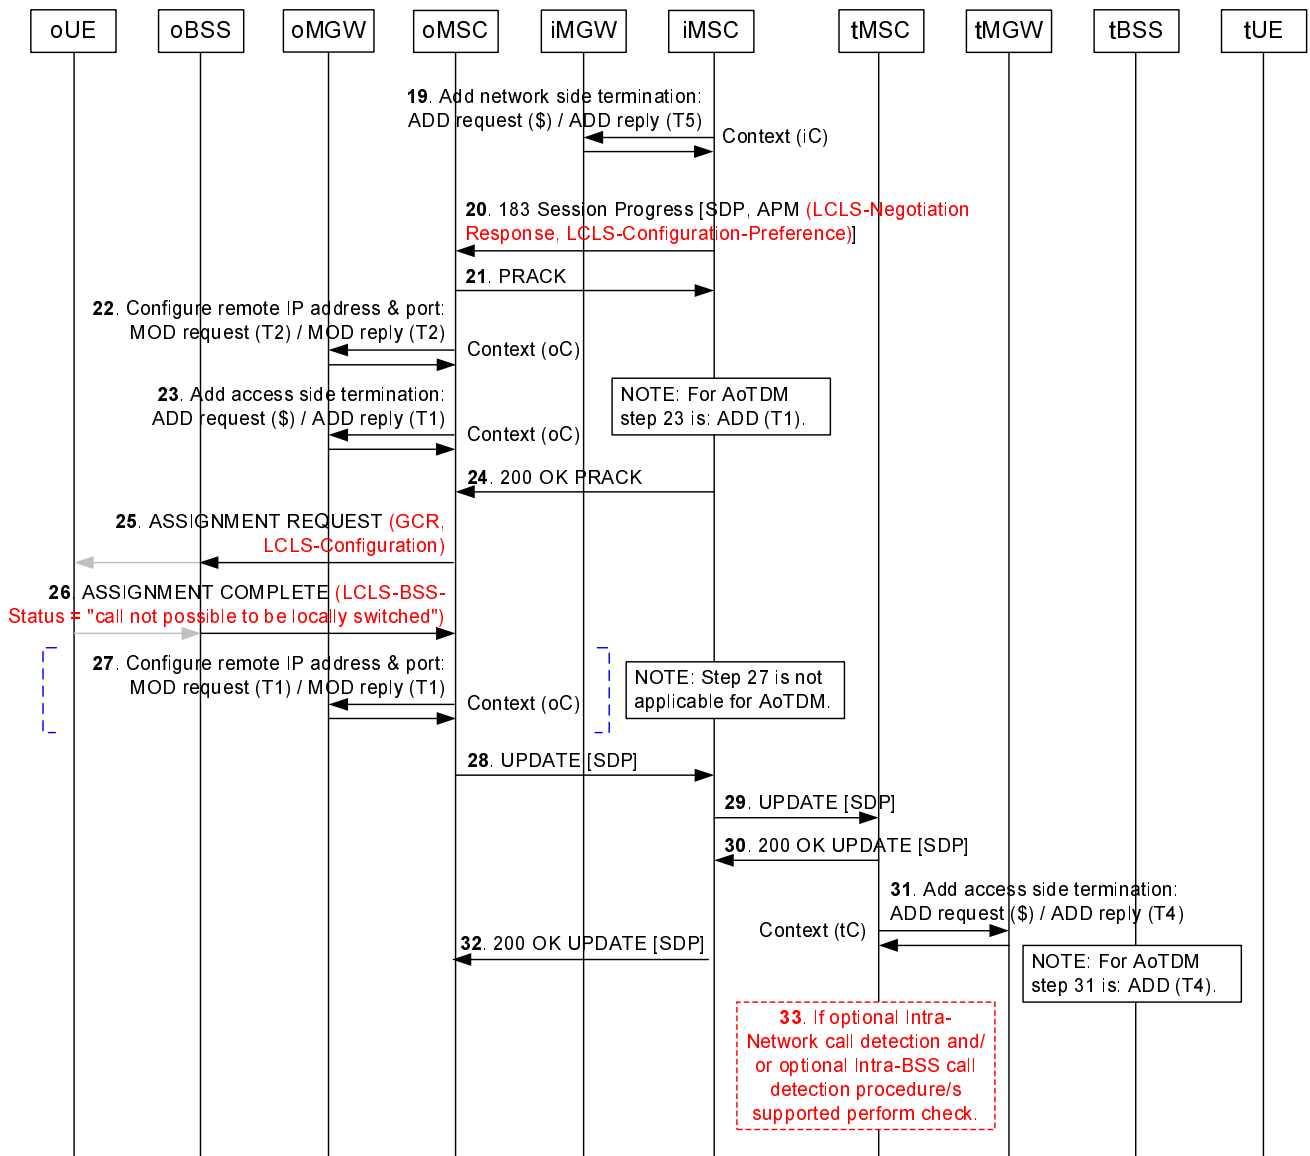 oUE oBSS oMGW oMSC iMGW iMSC tMSC tMGW tBSS tUE
19. Add network side termination:
ADD request ($) / ADD reply (T5)
Context (iC)
20. 183 Session Progress [SDP, APM (LCLS-Negotiation
Response, LCLS-Configuration-Preference)]
21. PRACK
22. Configure remote IP address & port:
MOD request (T2) / MOD reply (T2)
Context (oC)
23. Add access side termination:
ADD request ($) / ADD reply (T1)
Context (oC)
NOTE: For AoTDM
step 23 is: ADD (T1).
24. 200 OK PRACK
25. ASSIGNMENT REQUEST (GCR,
LCLS-Configuration)
26. ASSIGNMENT COMPLETE (LCLS-BSS-
Status = "call not possible to be locally switched")
27. Configure remote IP address & port:
MOD request (T1) / MOD reply (T1)
Context (oC)
NOTE: Step 27 is not
applicable for AoTDM.
28. UPDATE [SDP]
29. UPDATE [SDP]
30. 200 OK UPDATE [SDP]
31. Add access side termination:
ADD request ($) / ADD reply (T4)
Context (tC)
32. 200 OK UPDATE [SDP]
NOTE: For AoTDM
step 31 is: ADD (T4).
33. If optional Intra-
Network call detection and/
or optional Intra-BSS call
detection procedure/s
supported perform check.